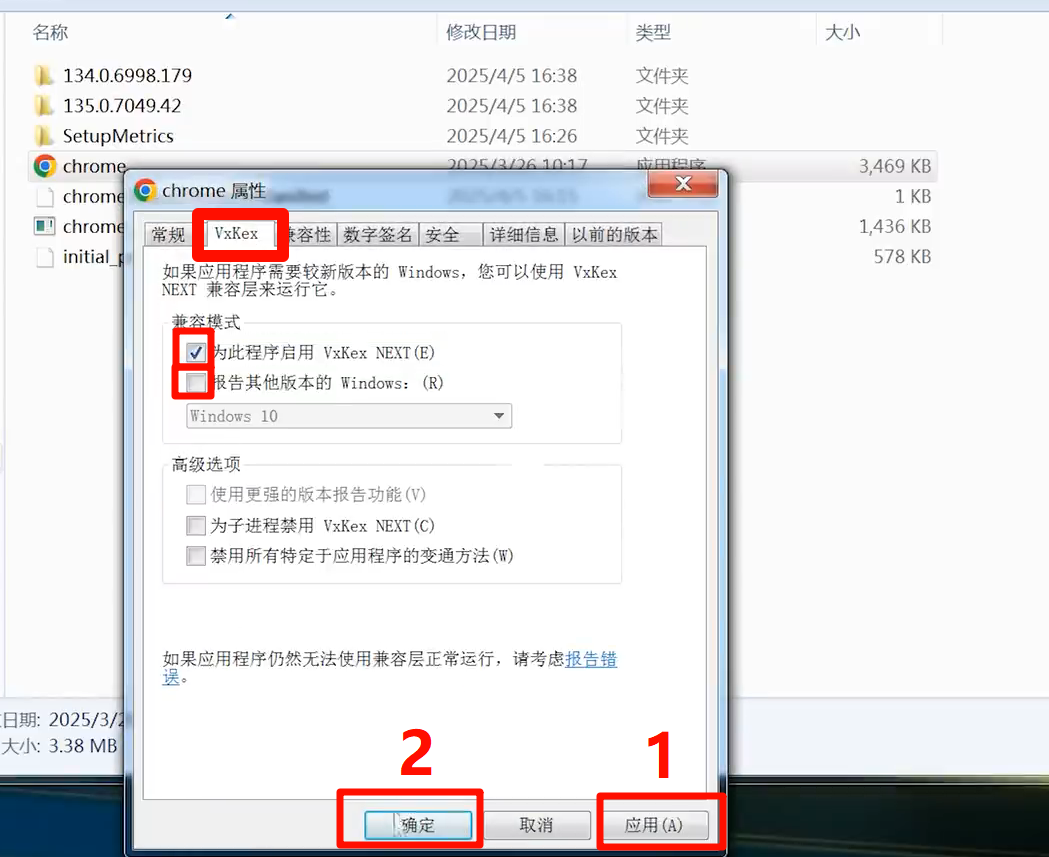 名称 修改日期 类型 大小
134.0.6998.179 2025/4/5 16:38 文件夹
135.0.7049.42 2025/4/5 16:38 文件夹
SetupMetrics 2025/4/5 16:26 文件夹
chrome 2025/3/26 10:17 应用程序 3,469 KB
chrome 1 KB
chrome 1,436 KB
initial_p 578 KB
chrome 属性
常规 VxKex 兼容性 数字签名 安全 详细信息 以前的版本
如果应用程序需要较新版本的 Windows，您可以使用 VxKex
NEXT 兼容层来运行它。
兼容模式
为此程序启用 VxKex NEXT(E)
报告其他版本的 Windows：(R)
Windows 10
高级选项
使用更强的版本报告功能(V)
为子进程禁用 VxKex NEXT(C)
禁用所有特定于应用程序的变通方法(W)
如果应用程序仍然无法使用兼容层正常运行，请考虑报告错
误。
日期: 2025/3/2
大小: 3.38 MB
2 1
确定 取消 应用(A)